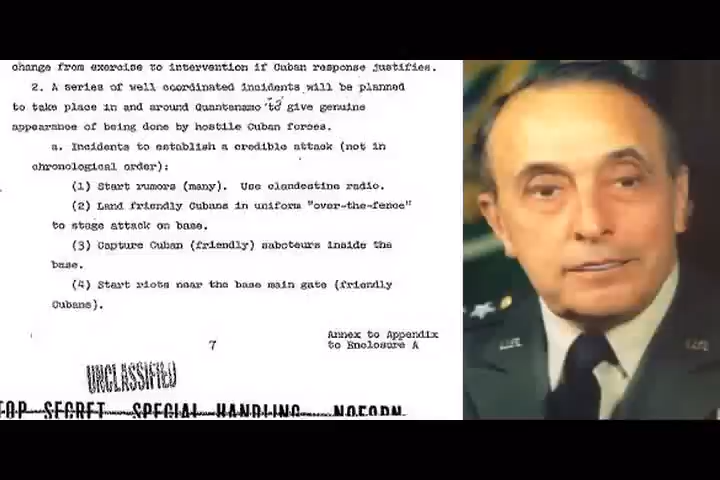 change from exercise to intervention if Cuban response justifies.
2. A series of well coordinated incidents will be planned
to take place in and around Guantanamo to give genuine
appearance of being done by hostile Cuban forces.
a. Incidents to establish a credible attack (not in
chronological order):
(1) Start rumors (many). Use clandestine radio.
(2) Land friendly Cubans in uniform "over-the-fence"
to stage attack on base.
(3) Capture Cuban (friendly) saboteurs inside the
base.
(4) Start riots near the base main gate (friendly
Cubans).
7
Annex to Appendix
to Enclosure A
UNCLASSIFIED
TOP SECRET SPECIAL HANDLING NOFORN
U.S.
U.S.